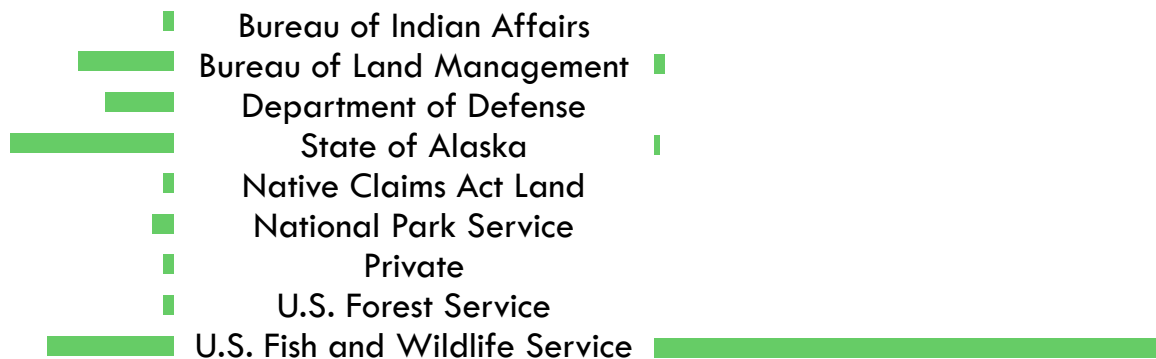 Bureau of Indian Affairs
Bureau of Land Management
Department of Defense
State of Alaska
Native Claims Act Land
National Park Service
Private
U.S. Forest Service
U.S. Fish and Wildlife Service